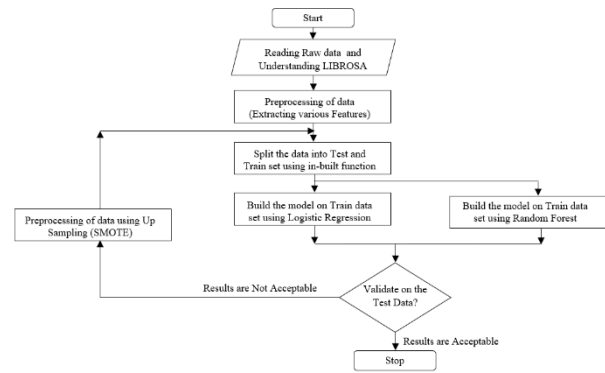 Start
Reading Raw data and
Understanding LIBROSA
Preprocessing of data
(Extracting various Features)
Split the data into Test and
Train set using in-built function
Build the model on Train data
set using Logistic Regression
Build the model on Train data
set using Random Forest
Preprocessing of data using Up
Sampling (SMOTE)
Results are Not Acceptable
Validate on the
Test Data?
Results are Acceptable
Stop